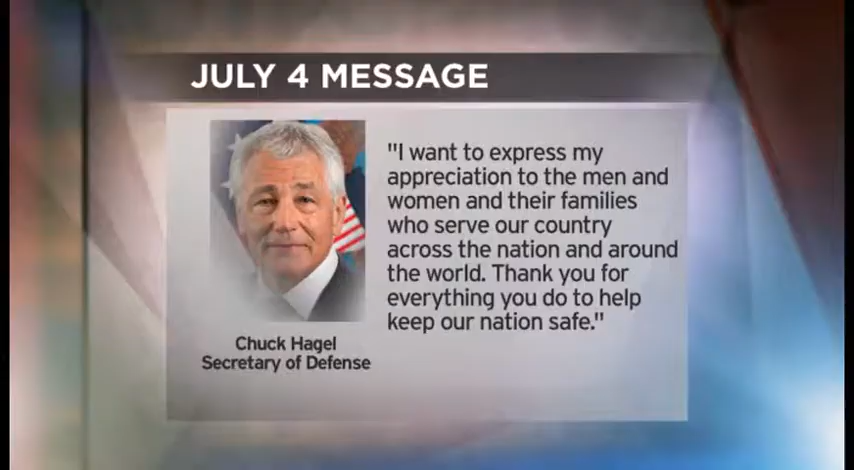 JULY 4 MESSAGE
"I want to express my
appreciation to the men and
women and their families
who serve our country
across the nation and around
the world. Thank you for
everything you do to help
keep our nation safe."
Chuck Hagel
Secretary of Defense